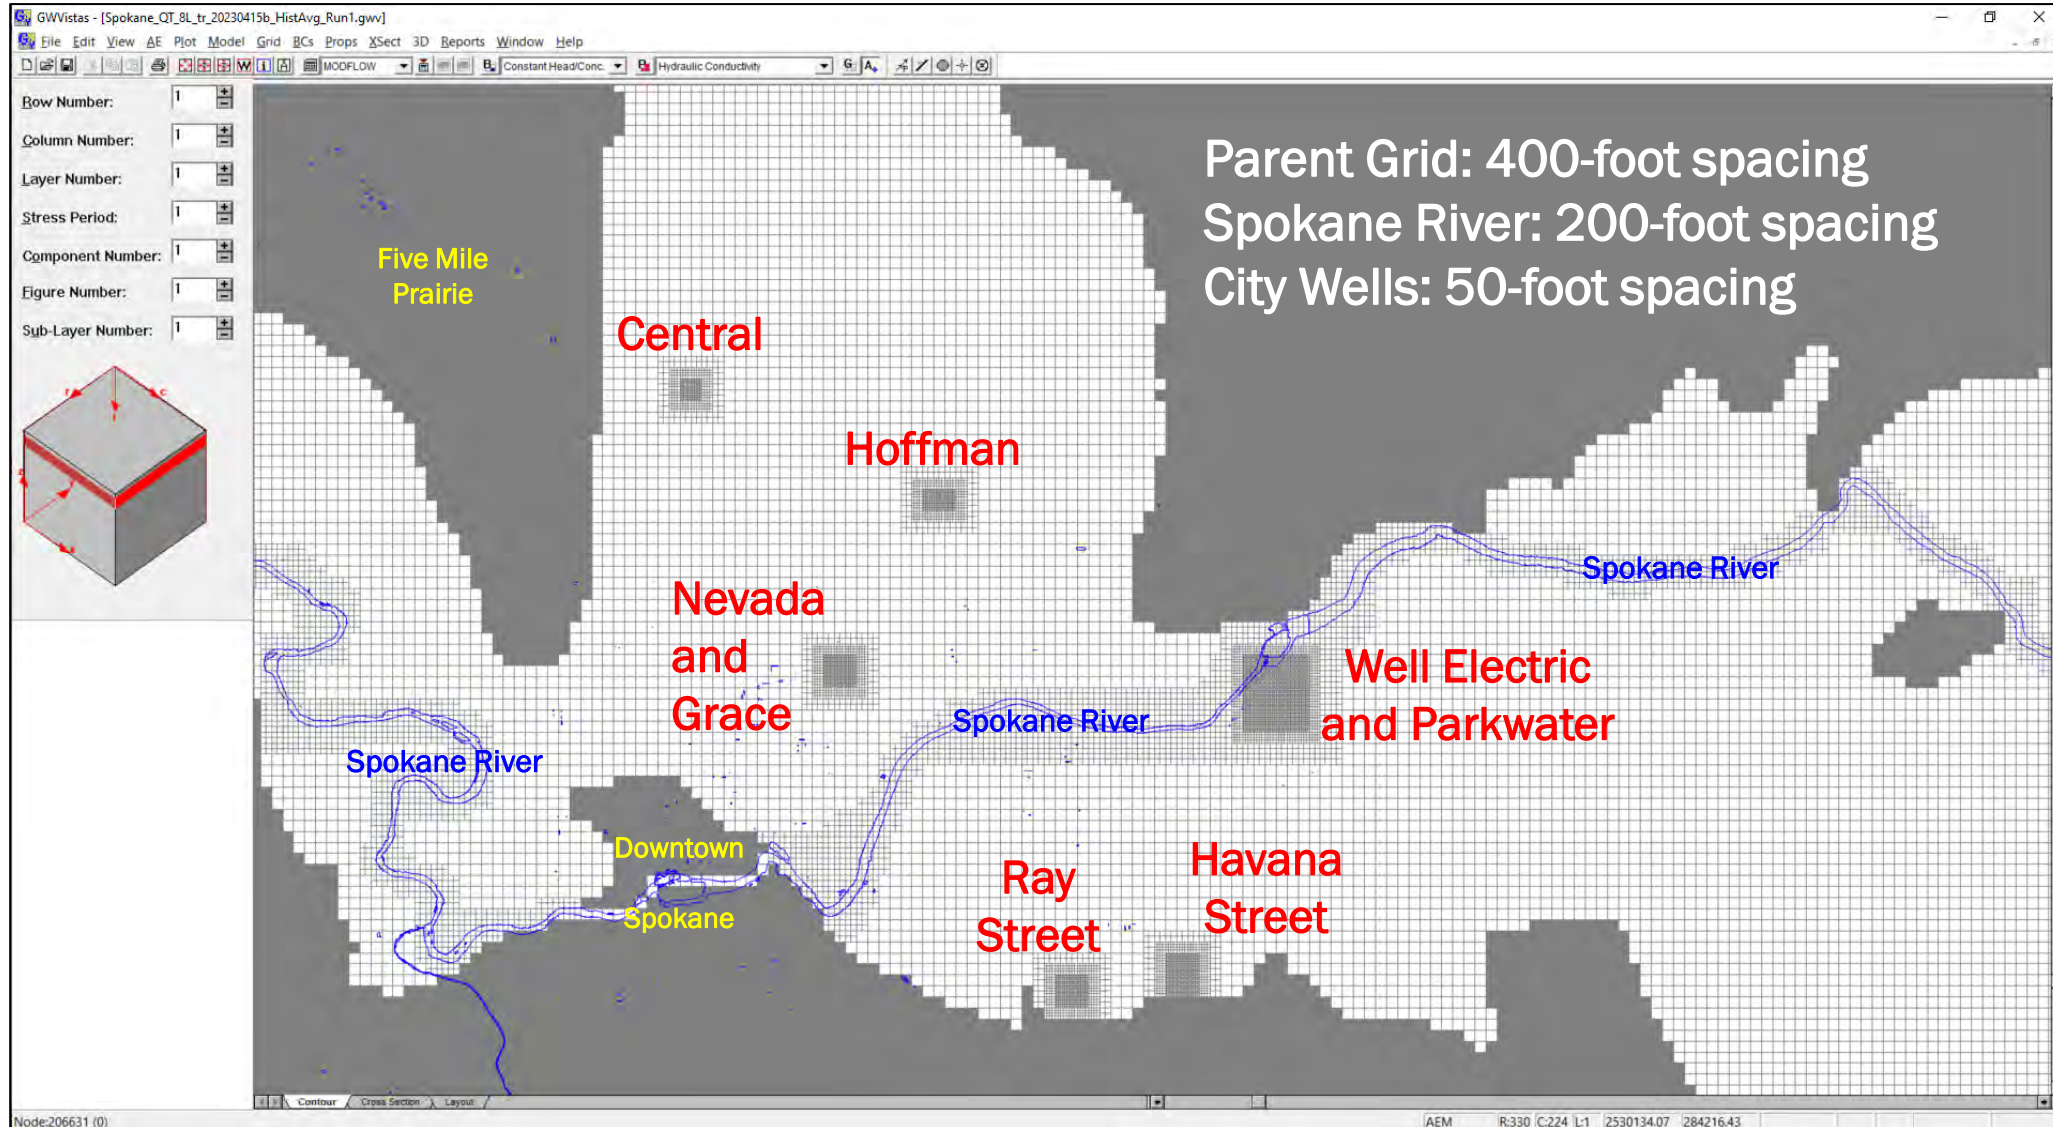 GWVistas - [Spokane_QT_8L_tr_20230415b_HistAvg_Run1.gwv]
File Edit View AE Plot Model Grid BCs Props XSect 3D Reports Window Help
MODFLOW Constant Head/Conc. Hydraulic Conductivity
Row Number: 1
Column Number: 1
Layer Number: 1
Stress Period: 1
Component Number: 1
Figure Number: 1
Sub-Layer Number: 1
Parent Grid: 400-foot spacing
Spokane River: 200-foot spacing
City Wells: 50-foot spacing
Five Mile
Prairie
Central
Hoffman
Spokane River
Nevada
and
Grace
Well Electric
and Parkwater
Spokane River
Spokane River
Downtown
Spokane
Ray
Street
Havana
Street
Contour Cross Section Layout
Node:206631 (0) AEM R:330 C:224 L:1 2530134.07 284216.43